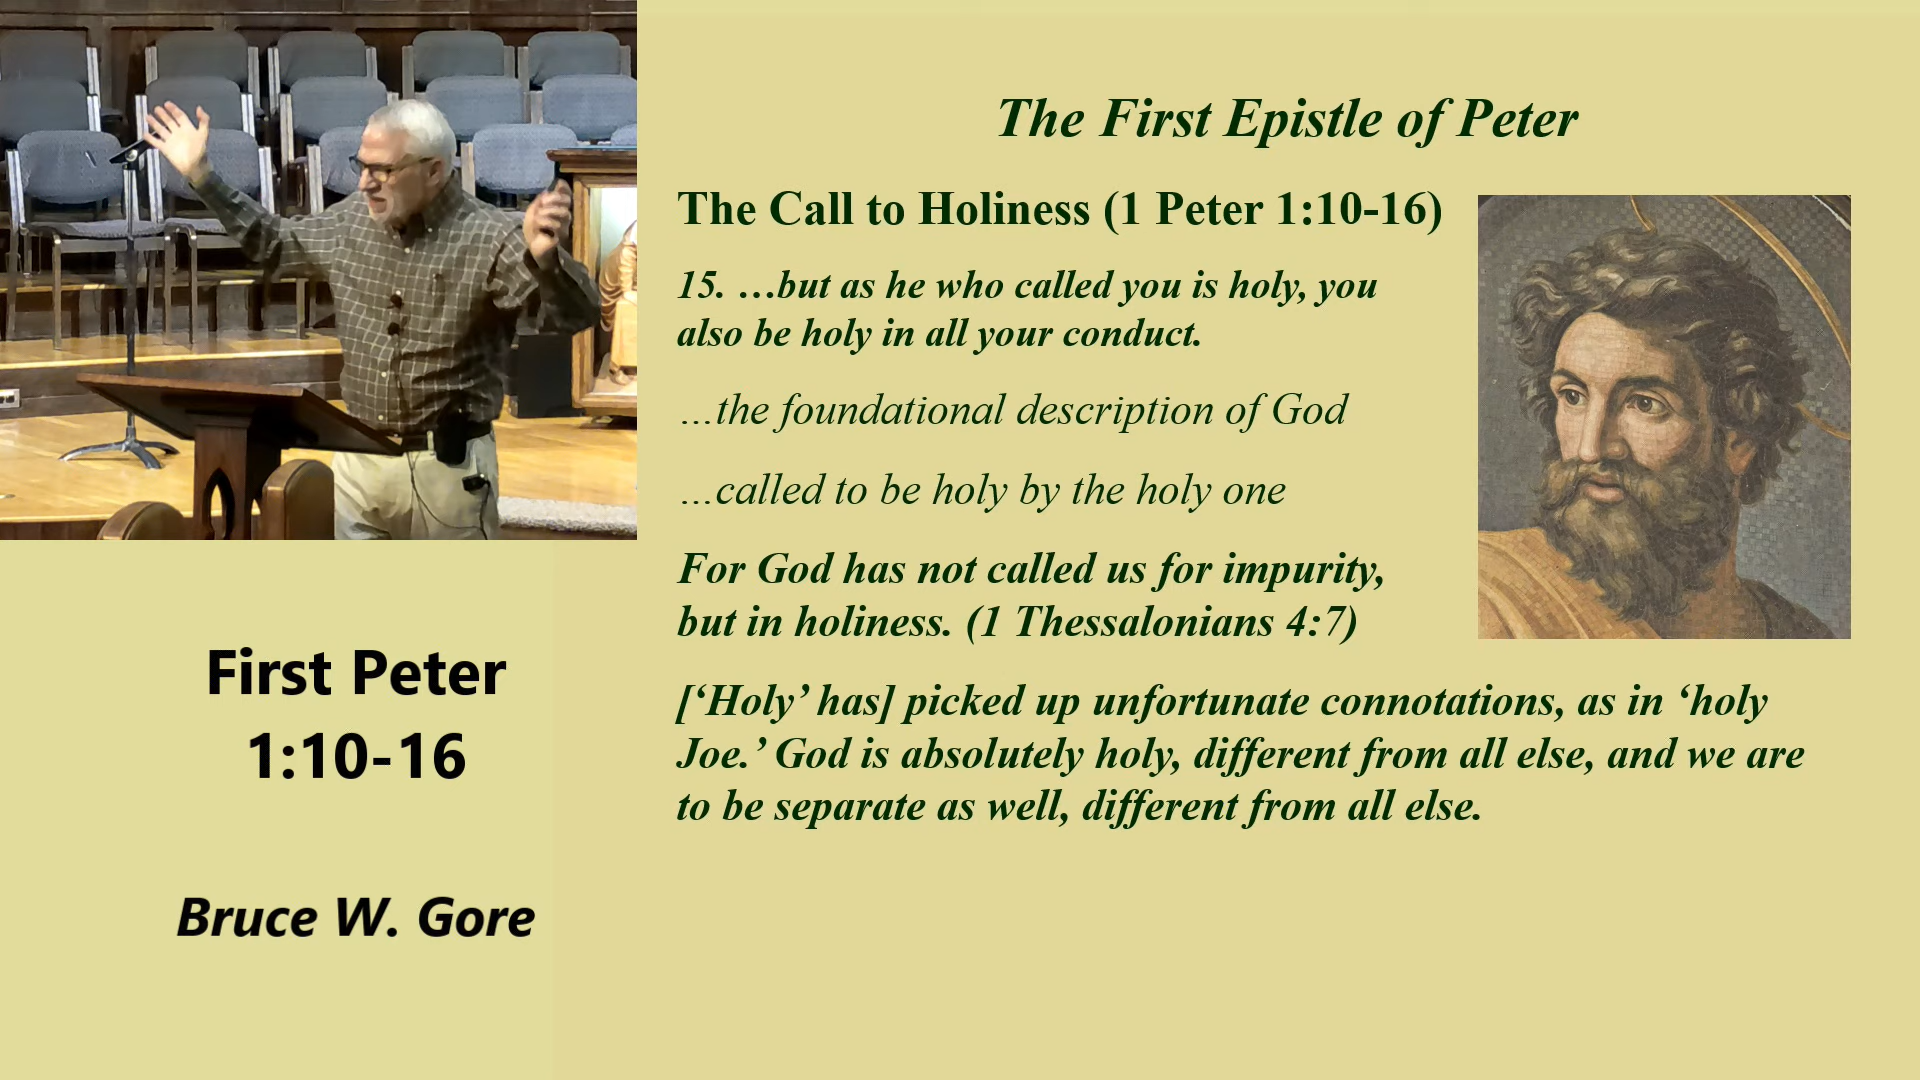 The First Epistle of Peter
The Call to Holiness (1 Peter 1:10-16)
15. …but as he who called you is holy, you
also be holy in all your conduct.
…the foundational description of God
…called to be holy by the holy one
For God has not called us for impurity,
but in holiness. (1 Thessalonians 4:7)
[‘Holy’ has] picked up unfortunate connotations, as in ‘holy
Joe.’ God is absolutely holy, different from all else, and we are
to be separate as well, different from all else.
First Peter
1:10-16
Bruce W. Gore